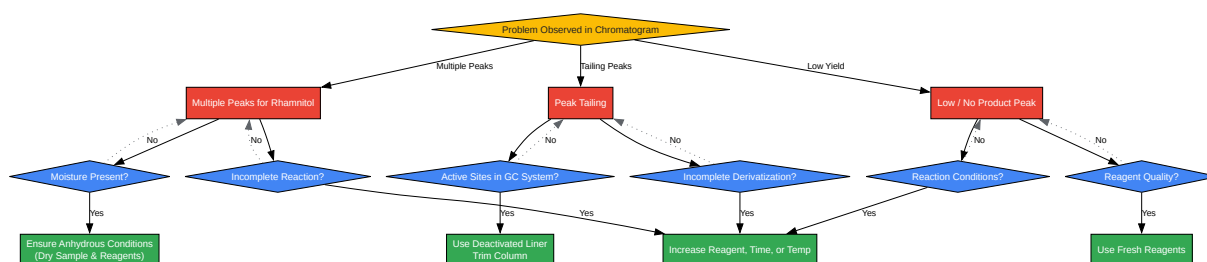 Problem Observed in Chromatogram
Multiple Peaks
Tailing Peaks
Low Yield
Multiple Peaks for Rhamnitol
Peak Tailing
Low / No Product Peak
No
No
No
No
No
No
Moisture Present?
Incomplete Reaction?
Active Sites in GC System?
Incomplete Derivatization?
Reaction Conditions?
Reagent Quality?
Yes
Yes
Yes
Yes
Yes
Yes
Ensure Anhydrous Conditions
(Dry Sample & Reagents)
Use Deactivated Liner
Trim Column
Increase Reagent, Time, or Temp
Use Fresh Reagents